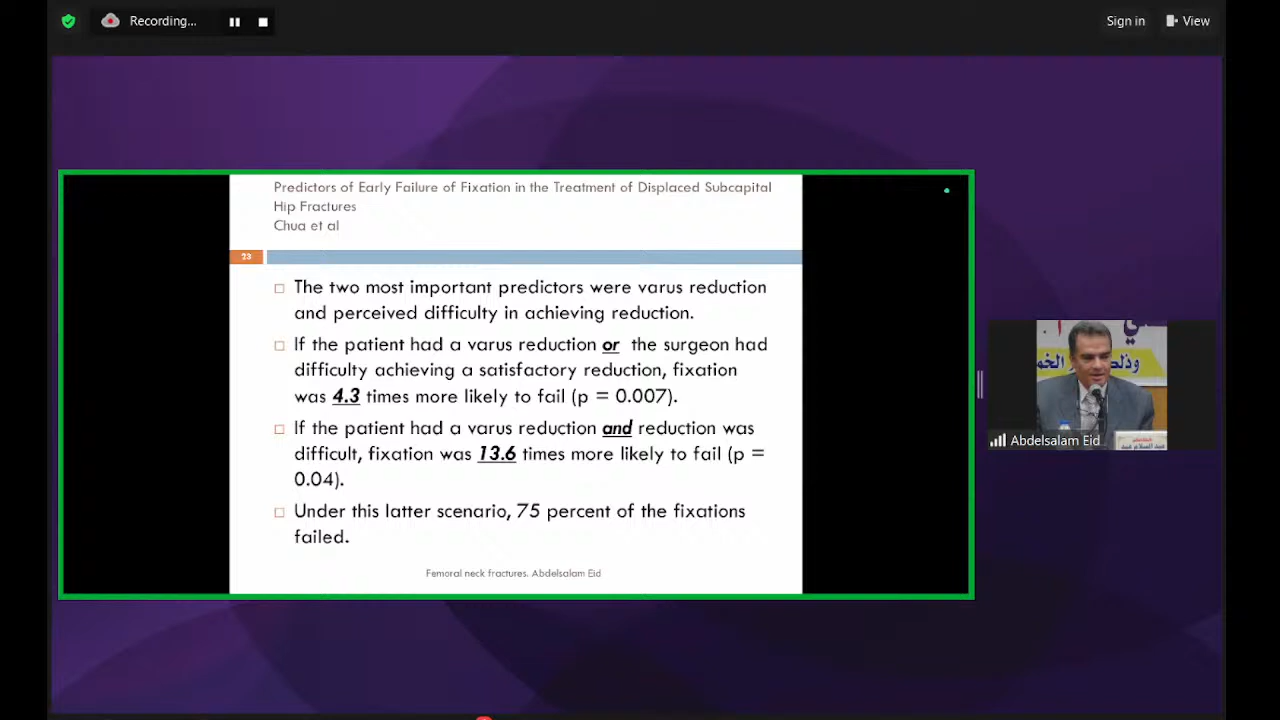 Recording...
Sign in
View
Predictors of Early Failure of Fixation in the Treatment of Displaced Subcapital
Hip Fractures
Chua et al
23
The two most important predictors were varus reduction
and perceived difficulty in achieving reduction.
If the patient had a varus reduction or the surgeon had
difficulty achieving a satisfactory reduction, fixation
was 4.3 times more likely to fail (p = 0.007).
If the patient had a varus reduction and reduction was
difficult, fixation was 13.6 times more likely to fail (p =
0.04).
Under this latter scenario, 75 percent of the fixations
failed.
Femoral neck fractures. Abdelsalam Eid
Abdelsalam Eid